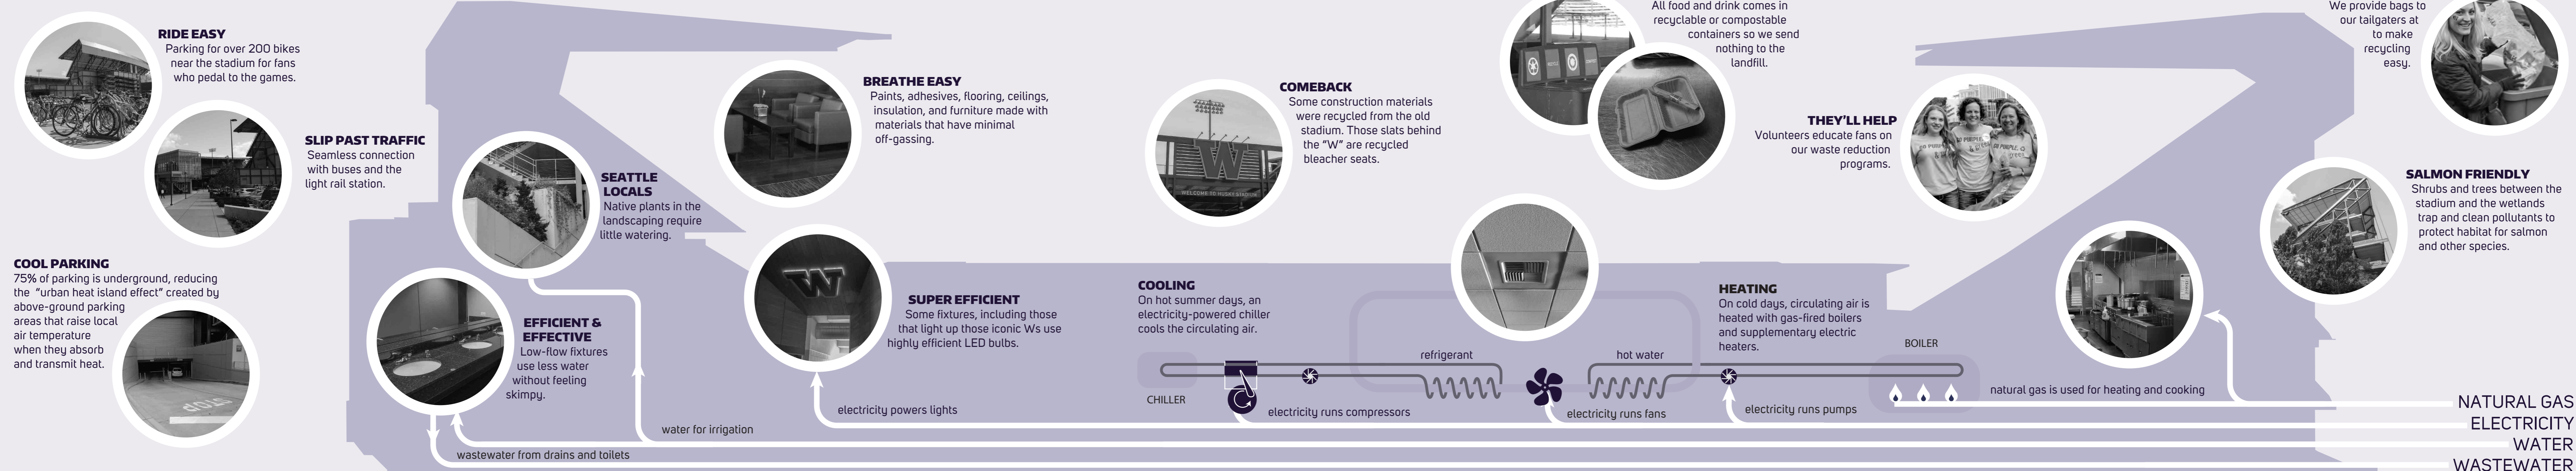 RIDE EASY
Parking for over 200 bikes
near the stadium for fans
who pedal to the games.
SLIP PAST TRAFFIC
Seamless connection
with buses and the
light rail station.
COOL PARKING
75% of parking is underground, reducing
the “urban heat island effect” created by
above-ground parking
areas that raise local
air temperature
when they absorb
and transmit heat.
STOP
SEATTLE
LOCALS
Native plants in the
landscaping require
little watering.
EFFICIENT &
EFFECTIVE
Low-flow fixtures
use less water
without feeling
skimpy.
BREATHE EASY
Paints, adhesives, flooring, ceilings,
insulation, and furniture made with
materials that have minimal
off-gassing.
W
SUPER EFFICIENT
Some fixtures, including those
that light up those iconic Ws use
highly efficient LED bulbs.
COMEBACK
Some construction materials
were recycled from the old
stadium. Those slats behind
the “W” are recycled
bleacher seats.
W
WELCOME TO HUSKY STADIUM
All food and drink comes in
recyclable or compostable
containers so we send
nothing to the
landfill.
THEY’LL HELP
Volunteers educate fans on
our waste reduction
programs.
We provide bags to
our tailgaters at
to make
recycling
easy.
SALMON FRIENDLY
Shrubs and trees between the
stadium and the wetlands
trap and clean pollutants to
protect habitat for salmon
and other species.
COOLING
On hot summer days, an
electricity-powered chiller
cools the circulating air.
HEATING
On cold days, circulating air is
heated with gas-fired boilers
and supplementary electric
heaters.
refrigerant
hot water
BOILER
CHILLER
natural gas is used for heating and cooking
electricity powers lights
electricity runs compressors
electricity runs fans
electricity runs pumps
water for irrigation
wastewater from drains and toilets
NATURAL GAS
ELECTRICITY
WATER
WASTEWATER